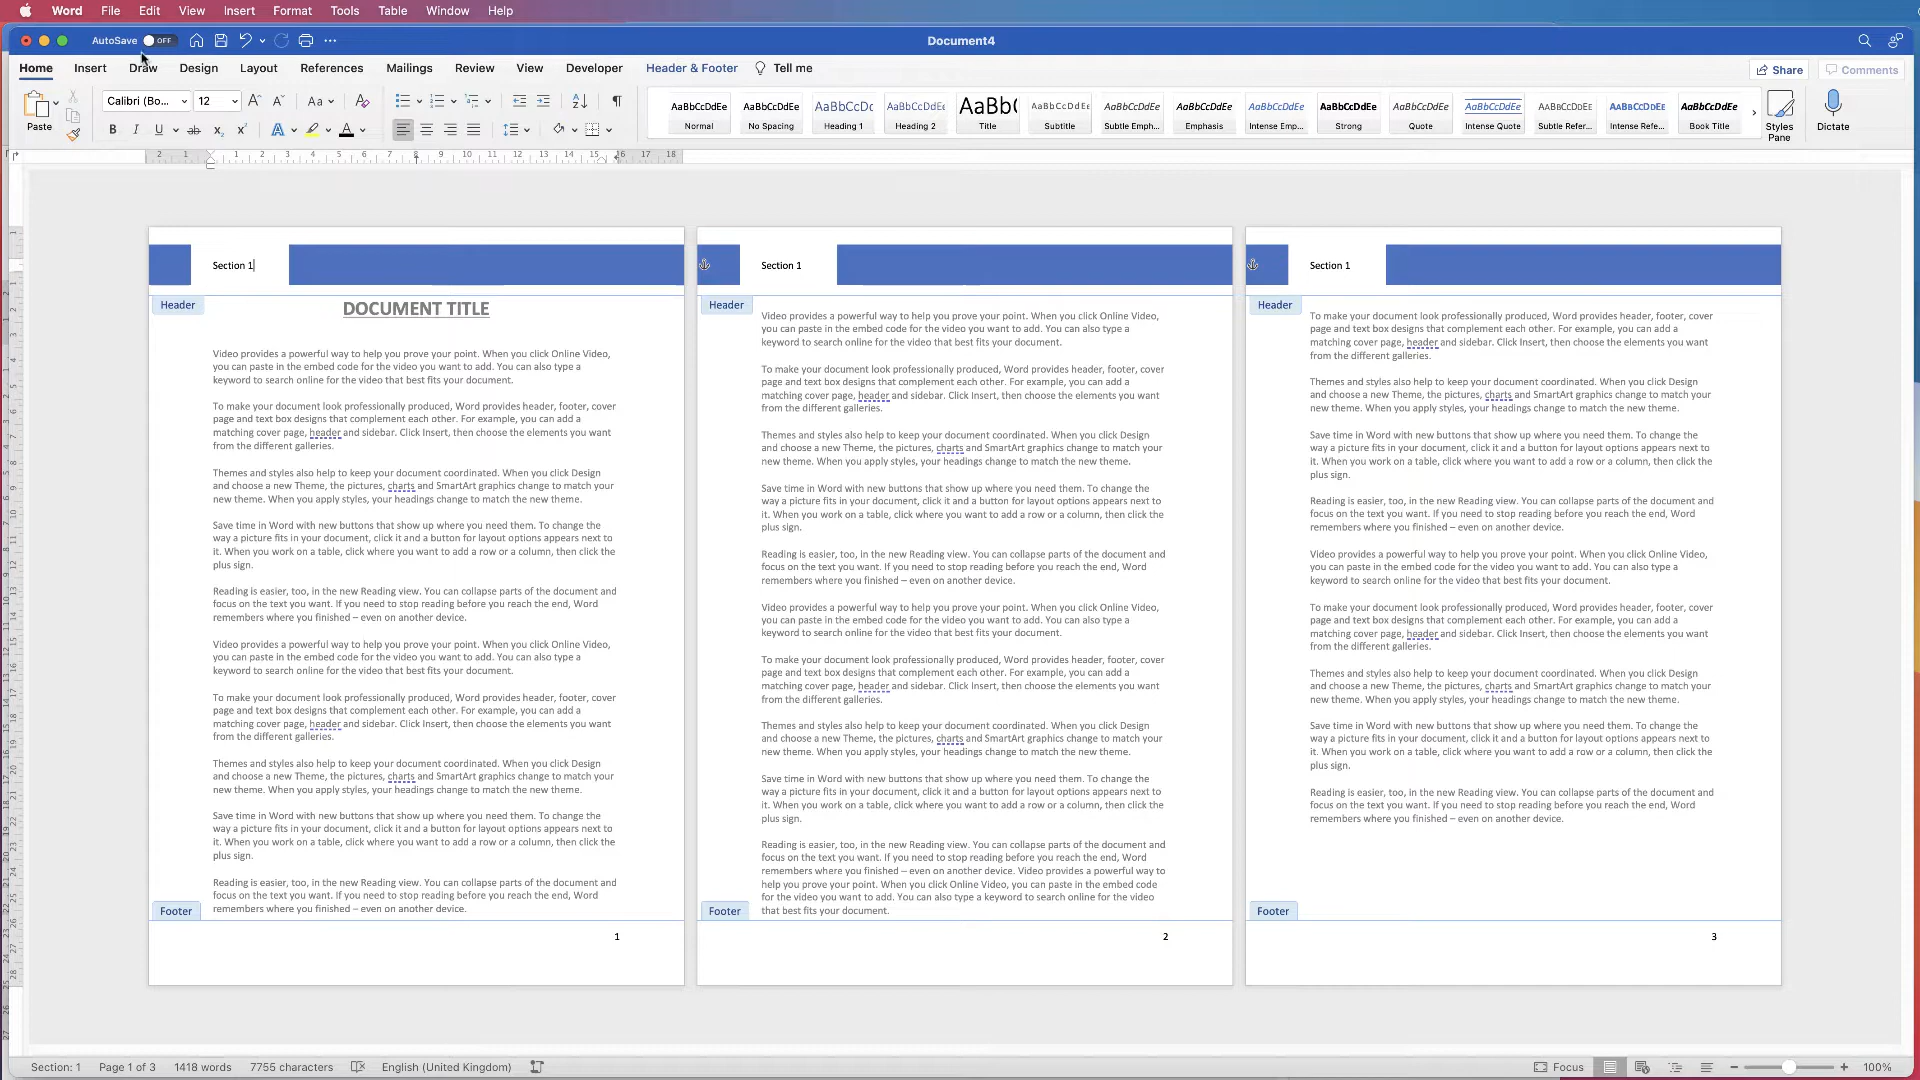 Word File Edit View Insert Format Tools Table Window Help
AutoSave OFF
Document4
Home Insert Draw Design Layout References Mailings Review View Developer Header & Footer Tell me
Share Comments
Calibri (Bo... 12
Paste
AaBbCcDdEe AaBbCcDdEe AaBbCcDc AaBbCcDdEe AaBb( AaBbCcDdEe AaBbCcDdEe AaBbCcDdEe AaBbCcDdEe AaBbCcDdEe AaBbCcDdEe AaBbCcDdEe AaBbCcDdEe AaBbCcDdEe AaBbCcDdEe
Normal No Spacing Heading 1 Heading 2 Title Subtitle Subtle Emph... Emphasis Intense Emp... Strong Quote Intense Quote Subtle Refer... Intense Refe... Book Title
Styles Pane
Dictate
2 1 1 2 3 4 5 6 7 8 9 10 11 12 13 14 15 16 17 18
Section 1
Header
DOCUMENT TITLE
Video provides a powerful way to help you prove your point. When you click Online Video,
you can paste in the embed code for the video you want to add. You can also type a
keyword to search online for the video that best fits your document.
To make your document look professionally produced, Word provides header, footer, cover
page and text box designs that complement each other. For example, you can add a
matching cover page, header and sidebar. Click Insert, then choose the elements you want
from the different galleries.
Themes and styles also help to keep your document coordinated. When you click Design
and choose a new Theme, the pictures, charts and SmartArt graphics change to match your
new theme. When you apply styles, your headings change to match the new theme.
Save time in Word with new buttons that show up where you need them. To change the
way a picture fits in your document, click it and a button for layout options appears next to
it. When you work on a table, click where you want to add a row or a column, then click the
plus sign.
Reading is easier, too, in the new Reading view. You can collapse parts of the document and
focus on the text you want. If you need to stop reading before you reach the end, Word
remembers where you finished – even on another device.
Video provides a powerful way to help you prove your point. When you click Online Video,
you can paste in the embed code for the video you want to add. You can also type a
keyword to search online for the video that best fits your document.
To make your document look professionally produced, Word provides header, footer, cover
page and text box designs that complement each other. For example, you can add a
matching cover page, header and sidebar. Click Insert, then choose the elements you want
from the different galleries.
Themes and styles also help to keep your document coordinated. When you click Design
and choose a new Theme, the pictures, charts and SmartArt graphics change to match your
new theme. When you apply styles, your headings change to match the new theme.
Save time in Word with new buttons that show up where you need them. To change the
way a picture fits in your document, click it and a button for layout options appears next to
it. When you work on a table, click where you want to add a row or a column, then click the
plus sign.
Reading is easier, too, in the new Reading view. You can collapse parts of the document and
focus on the text you want. If you need to stop reading before you reach the end, Word
remembers where you finished – even on another device.
Footer
1
Section 1
Header
Video provides a powerful way to help you prove your point. When you click Online Video,
you can paste in the embed code for the video you want to add. You can also type a
keyword to search online for the video that best fits your document.
To make your document look professionally produced, Word provides header, footer, cover
page and text box designs that complement each other. For example, you can add a
matching cover page, header and sidebar. Click Insert, then choose the elements you want
from the different galleries.
Themes and styles also help to keep your document coordinated. When you click Design
and choose a new Theme, the pictures, charts and SmartArt graphics change to match your
new theme. When you apply styles, your headings change to match the new theme.
Save time in Word with new buttons that show up where you need them. To change the
way a picture fits in your document, click it and a button for layout options appears next to
it. When you work on a table, click where you want to add a row or a column, then click the
plus sign.
Reading is easier, too, in the new Reading view. You can collapse parts of the document and
focus on the text you want. If you need to stop reading before you reach the end, Word
remembers where you finished – even on another device.
Video provides a powerful way to help you prove your point. When you click Online Video,
you can paste in the embed code for the video you want to add. You can also type a
keyword to search online for the video that best fits your document.
To make your document look professionally produced, Word provides header, footer, cover
page and text box designs that complement each other. For example, you can add a
matching cover page, header and sidebar. Click Insert, then choose the elements you want
from the different galleries.
Themes and styles also help to keep your document coordinated. When you click Design
and choose a new Theme, the pictures, charts and SmartArt graphics change to match your
new theme. When you apply styles, your headings change to match the new theme.
Save time in Word with new buttons that show up where you need them. To change the
way a picture fits in your document, click it and a button for layout options appears next to
it. When you work on a table, click where you want to add a row or a column, then click the
plus sign.
Reading is easier, too, in the new Reading view. You can collapse parts of the document and
focus on the text you want. If you need to stop reading before you reach the end, Word
remembers where you finished – even on another device. Video provides a powerful way to
help you prove your point. When you click Online Video, you can paste in the embed code
for the video you want to add. You can also type a keyword to search online for the video
that best fits your document.
Footer
2
Section 1
Header
To make your document look professionally produced, Word provides header, footer, cover
page and text box designs that complement each other. For example, you can add a
matching cover page, header and sidebar. Click Insert, then choose the elements you want
from the different galleries.
Themes and styles also help to keep your document coordinated. When you click Design
and choose a new Theme, the pictures, charts and SmartArt graphics change to match your
new theme. When you apply styles, your headings change to match the new theme.
Save time in Word with new buttons that show up where you need them. To change the
way a picture fits in your document, click it and a button for layout options appears next to
it. When you work on a table, click where you want to add a row or a column, then click the
plus sign.
Reading is easier, too, in the new Reading view. You can collapse parts of the document and
focus on the text you want. If you need to stop reading before you reach the end, Word
remembers where you finished – even on another device.
Video provides a powerful way to help you prove your point. When you click Online Video,
you can paste in the embed code for the video you want to add. You can also type a
keyword to search online for the video that best fits your document.
To make your document look professionally produced, Word provides header, footer, cover
page and text box designs that complement each other. For example, you can add a
matching cover page, header and sidebar. Click Insert, then choose the elements you want
from the different galleries.
Themes and styles also help to keep your document coordinated. When you click Design
and choose a new Theme, the pictures, charts and SmartArt graphics change to match your
new theme. When you apply styles, your headings change to match the new theme.
Save time in Word with new buttons that show up where you need them. To change the
way a picture fits in your document, click it and a button for layout options appears next to
it. When you work on a table, click where you want to add a row or a column, then click the
plus sign.
Reading is easier, too, in the new Reading view. You can collapse parts of the document and
focus on the text you want. If you need to stop reading before you reach the end, Word
remembers where you finished – even on another device.
Footer
3
Section: 1 Page 1 of 3 1418 words 7755 characters English (United Kingdom) Focus 100%